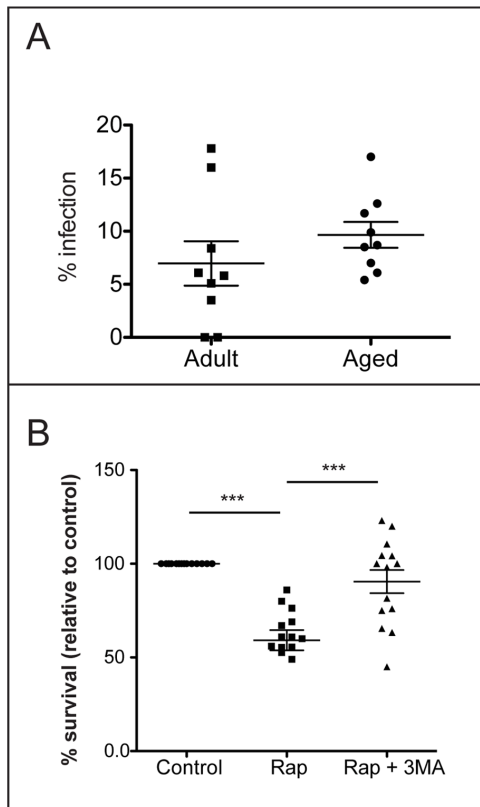 A
20
15
10
5
0
% infection
Adult Aged
B
150
100
50
0.0
% survival (relative to control)
***
***
Control Rap Rap + 3MA